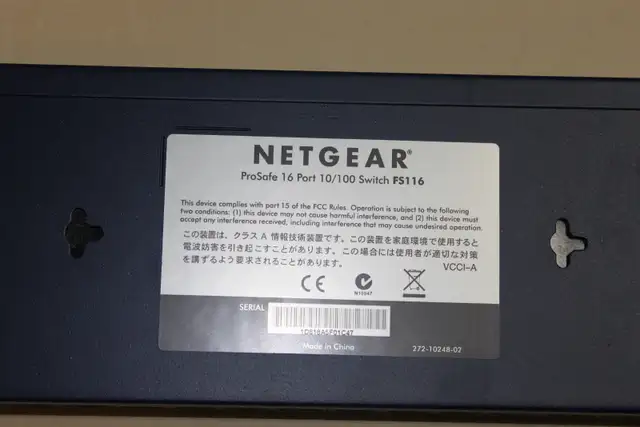 NETGEAR®
ProSafe 16 Port 10/100 Switch FS116
This device complies with part 15 of the FCC Rules. Operation is subject to the following
two conditions: (1) this device may not cause harmful interference, and (2) this device must
accept any interference received, including interference that may cause undesired operation.
この装置は、クラス A 情報技術装置です。この装置を家庭環境で使用すると
電波妨害を引き起こすことがあります。この場合には使用者が適切な対策
を講ずるよう要求されることがあります。
VCCI-A
CE
N10947
SERIAL
Made in China
272-10248-02